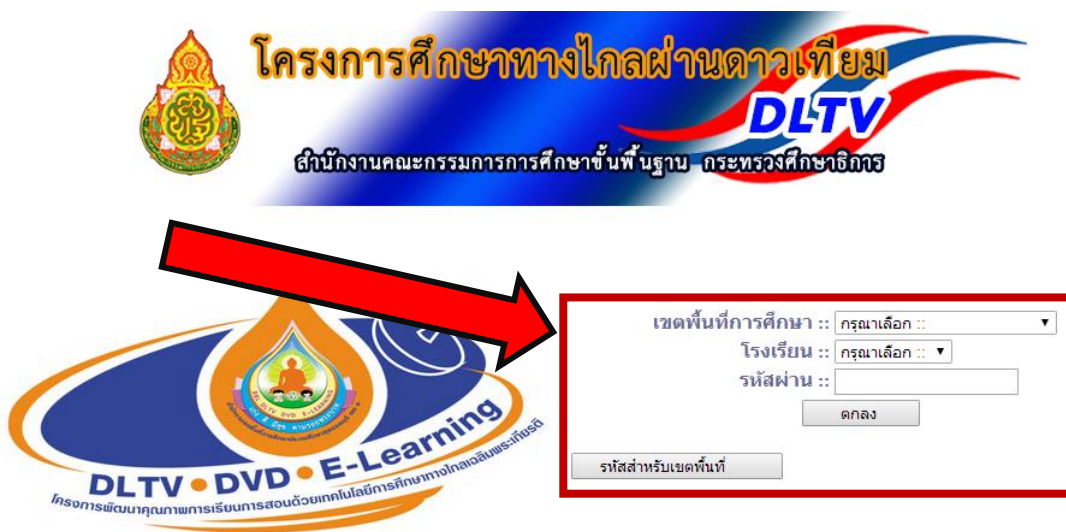 โครงการศึกษาทางไกลผ่านดาวเทียม
DLTV
สำนักงานคณะกรรมการการศึกษาขั้นพื้นฐาน กระทรวงศึกษาธิการ
เขตพื้นที่การศึกษา :: กรุณาเลือก ::
โรงเรียน :: กรุณาเลือก ::
รหัสผ่าน ::
ตกลง
รหัสสำหรับเขตพื้นที่
BBL DLTV DVD E-LEARNING
DLTV • DVD • E-Learning
โครงการพัฒนาคุณภาพการเรียนการสอนด้วยเทคโนโลยีการศึกษาทางไกลเฉลิมพระเกียรติ